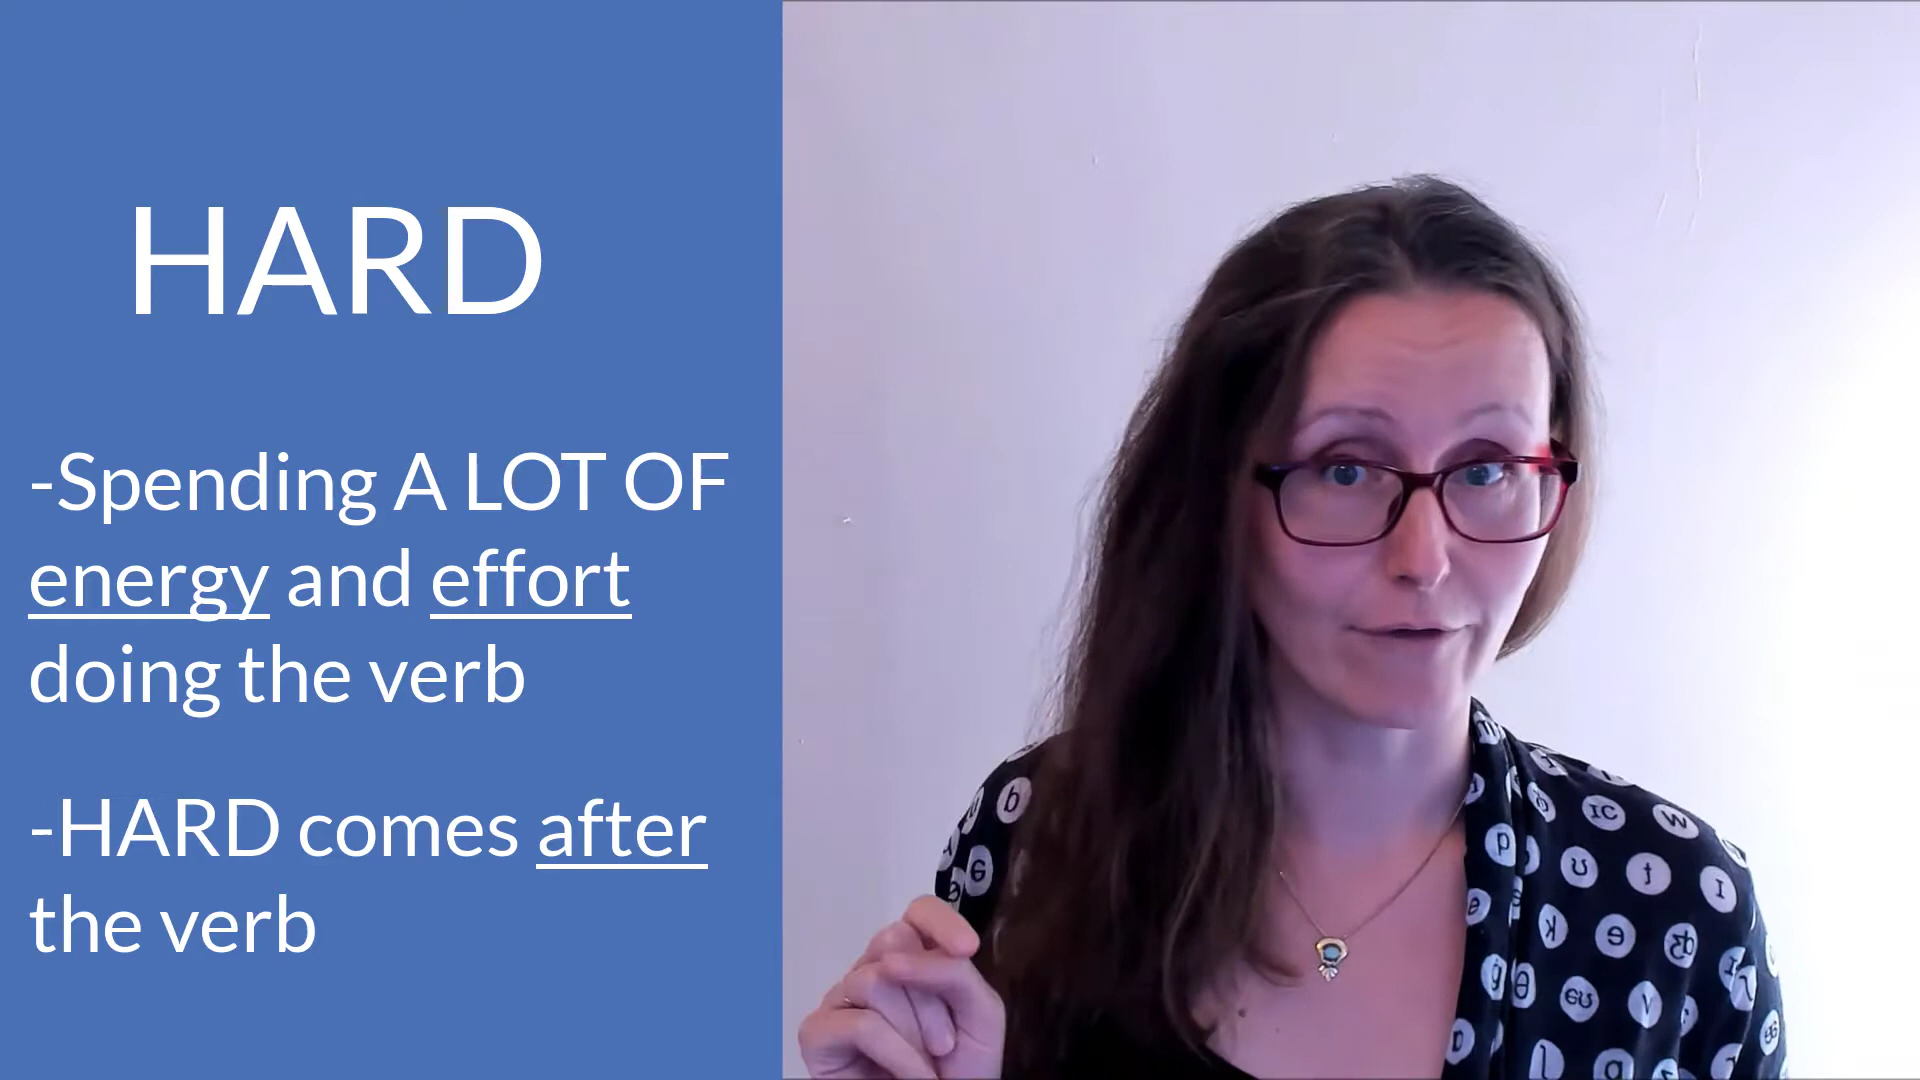 HARD
-Spending A LOT OF
energy and effort
doing the verb
-HARD comes after
the verb